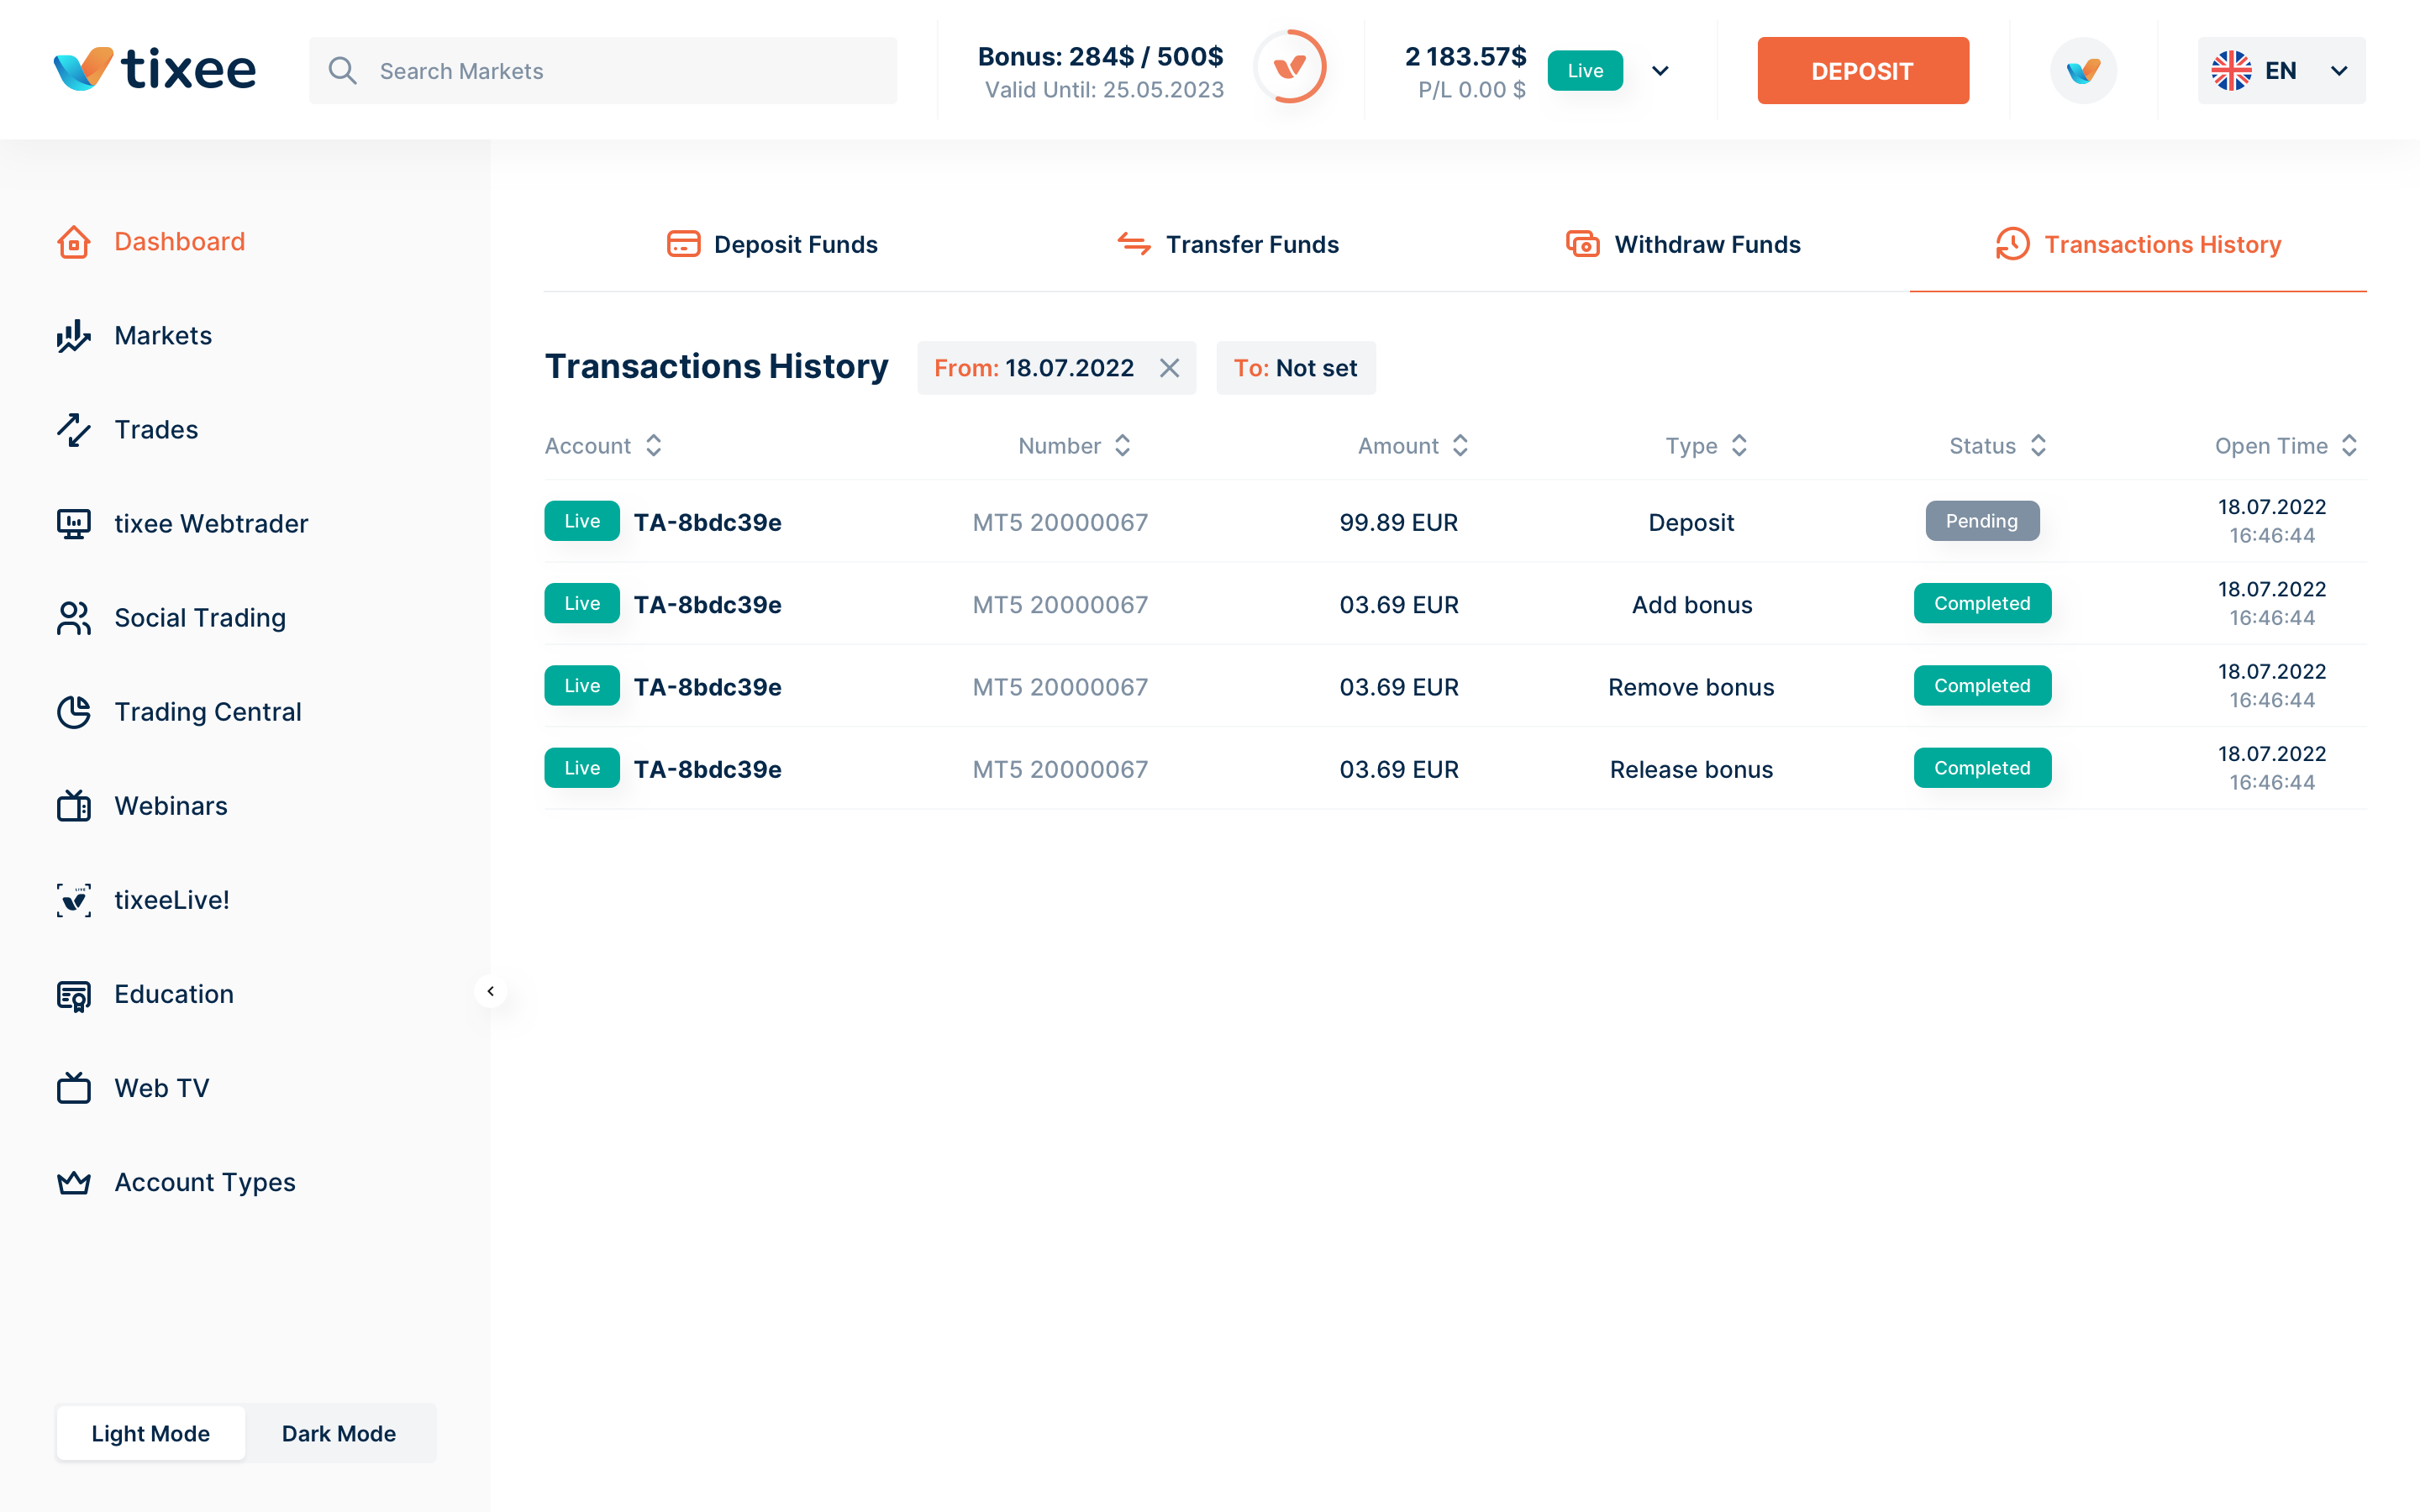 tixee
Search Markets
Bonus: 284$ / 500$
Valid Until: 25.05.2023
2 183.57$
P/L 0.00 $
Live
DEPOSIT
EN
Dashboard
Markets
Trades
tixee Webtrader
Social Trading
Trading Central
Webinars
LIVE
tixeeLive!
Education
Web TV
Account Types
Light Mode
Dark Mode
Deposit Funds
Transfer Funds
Withdraw Funds
Transactions History
Transactions History
From: 18.07.2022
To: Not set
Account Number Amount Type Status Open Time
Live TA-8bdc39e MT5 20000067 99.89 EUR Deposit Pending 18.07.2022
16:46:44
Live TA-8bdc39e MT5 20000067 03.69 EUR Add bonus Completed 18.07.2022
16:46:44
Live TA-8bdc39e MT5 20000067 03.69 EUR Remove bonus Completed 18.07.2022
16:46:44
Live TA-8bdc39e MT5 20000067 03.69 EUR Release bonus Completed 18.07.2022
16:46:44